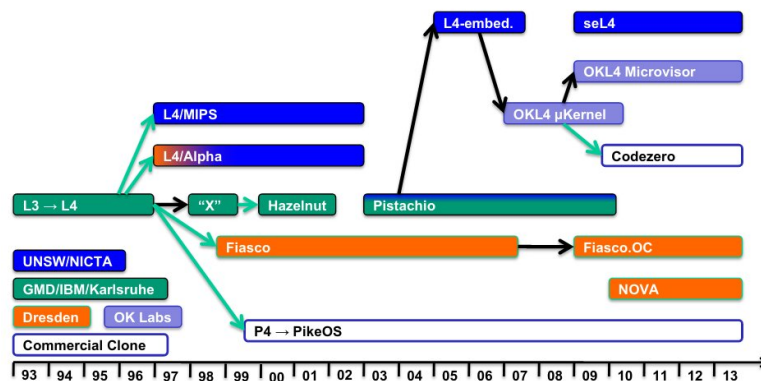 L4-embed.
seL4
OKL4 Microvisor
L4/MIPS
OKL4 µKernel
L4/Alpha
Codezero
L3 → L4
“X”
Hazelnut
Pistachio
UNSW/NICTA
Fiasco
Fiasco.OC
GMD/IBM/Karlsruhe
NOVA
Dresden
OK Labs
P4 → PikeOS
Commercial Clone
93 94 95 96 97 98 99 00 01 02 03 04 05 06 07 08 09 10 11 12 13